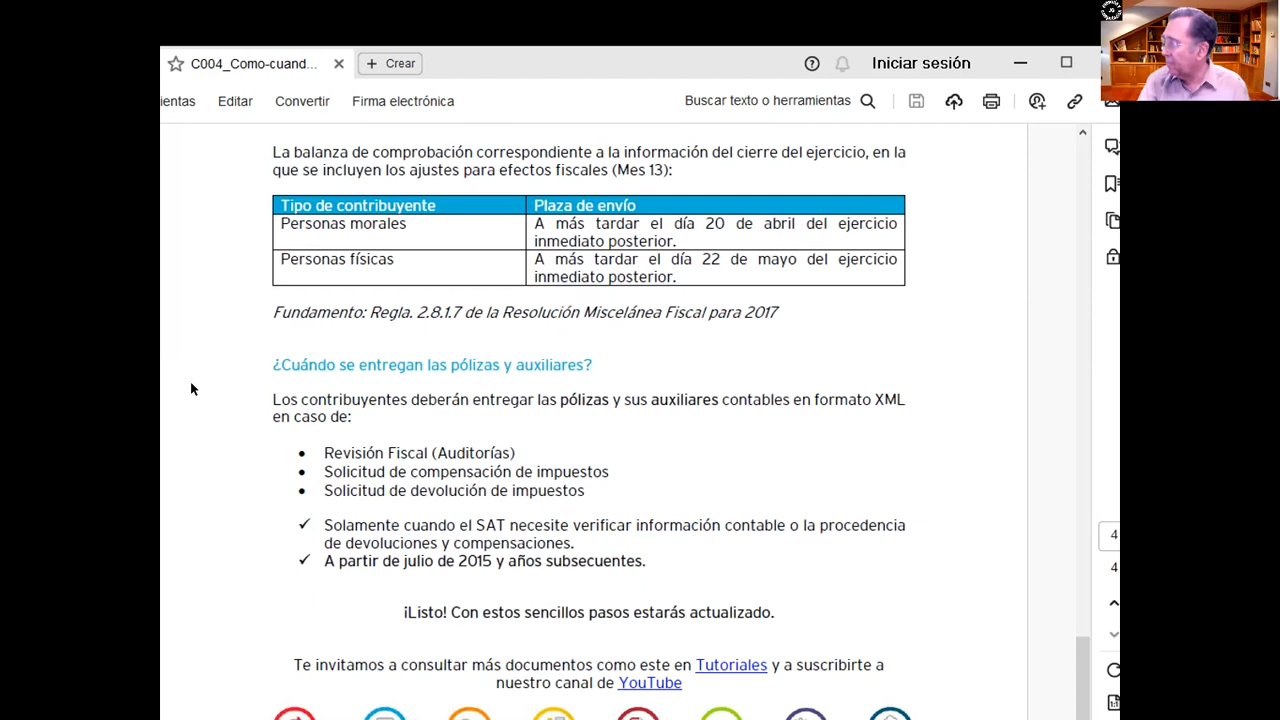 C004_Como-cuand...
Crear
Iniciar sesión
ientas
Editar
Convertir
Firma electrónica
Buscar texto o herramientas
La balanza de comprobación correspondiente a la información del cierre del ejercicio, en la
que se incluyen los ajustes para efectos fiscales (Mes 13):
Tipo de contribuyente
Plaza de envío
Personas morales
A más tardar el día 20 de abril del ejercicio
inmediato posterior.
Personas físicas
A más tardar el día 22 de mayo del ejercicio
inmediato posterior.
Fundamento: Regla. 2.8.1.7 de la Resolución Miscelánea Fiscal para 2017
¿Cuándo se entregan las pólizas y auxiliares?
Los contribuyentes deberán entregar las pólizas y sus auxiliares contables en formato XML
en caso de:
• Revisión Fiscal (Auditorías)
• Solicitud de compensación de impuestos
• Solicitud de devolución de impuestos
✓ Solamente cuando el SAT necesite verificar información contable o la procedencia
de devoluciones y compensaciones.
✓ A partir de julio de 2015 y años subsecuentes.
¡Listo! Con estos sencillos pasos estarás actualizado.
Te invitamos a consultar más documentos como este en Tutoriales y a suscribirte a
nuestro canal de YouTube
4
4
1:1